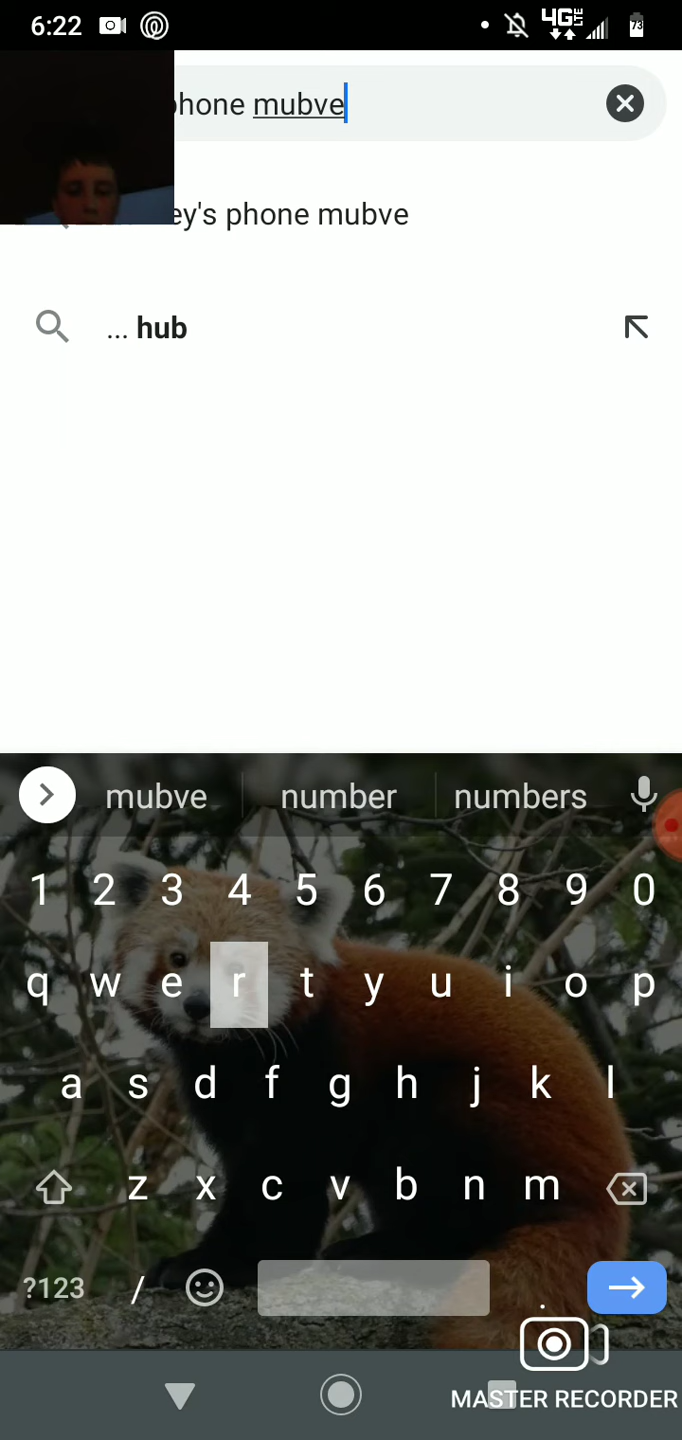 6:22 4G LTE 73
phone mubve
ey's phone mubve
... hub
mubve number numbers
1 2 3 4 5 6 7 8 9 0
q w e r t y u i o p
a s d f g h j k l
z x c v b n m
?123 / .
MASTER RECORDER